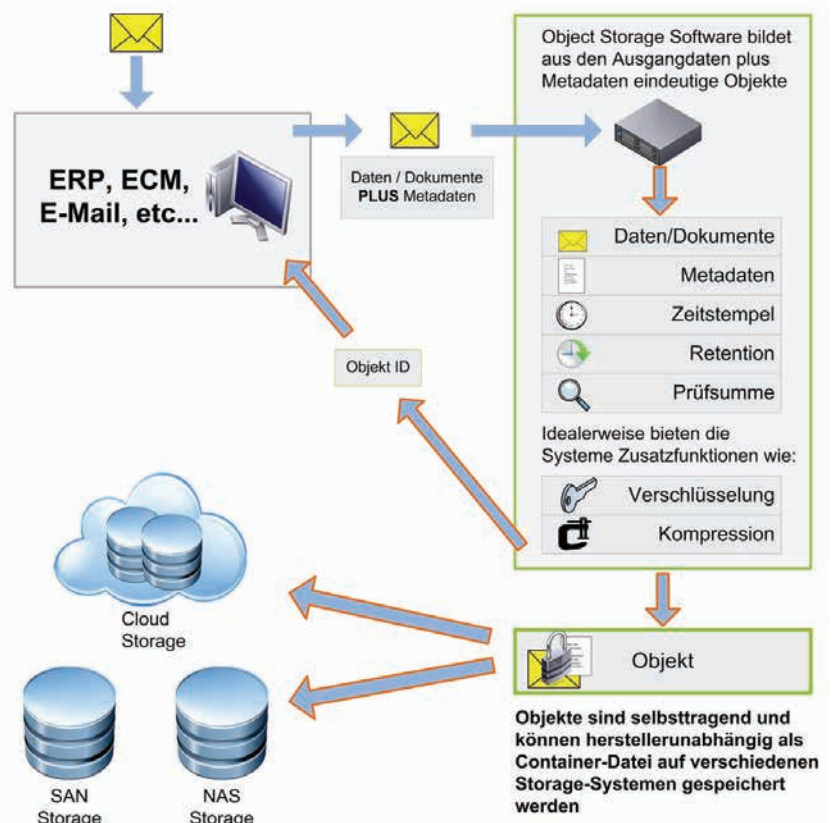 Object Storage Software bildet
aus den Ausgangdaten plus
Metadaten eindeutige Objekte
ERP, ECM,
E-Mail, etc...
Daten / Dokumente
PLUS Metadaten
Daten/Dokumente
Metadaten
Zeitstempel
Retention
Prüfsumme
Objekt ID
Idealerweise bieten die
Systeme Zusatzfunktionen wie:
Verschlüsselung
Kompression
Cloud
Storage
Objekt
Objekte sind selbsttragend und
können herstellerunabhängig als
Container-Datei auf verschiedenen
Storage-Systemen gespeichert
werden
SAN
Storage
NAS
Storage